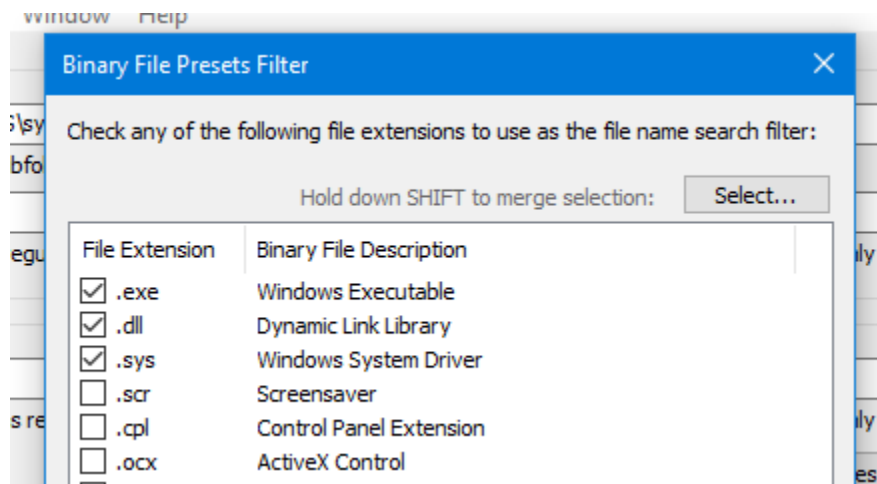 Window Help
Binary File Presets Filter
Check any of the following file extensions to use as the file name search filter:
Hold down SHIFT to merge selection: Select...
File Extension Binary File Description
.exe Windows Executable
.dll Dynamic Link Library
.sys Windows System Driver
.scr Screensaver
.cpl Control Panel Extension
.ocx ActiveX Control